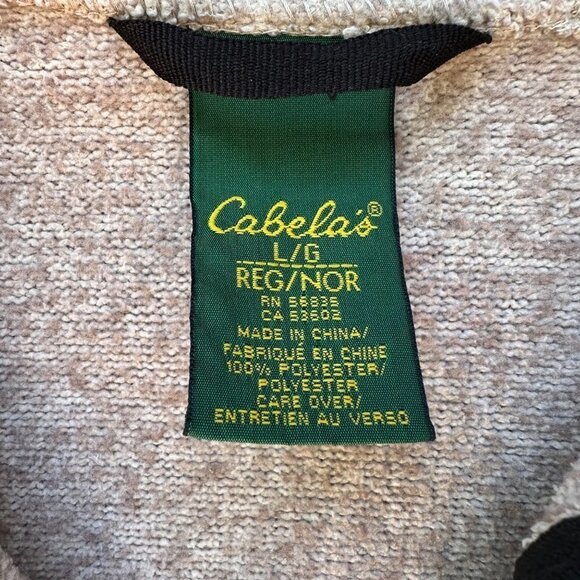 Cabela's®
L/G
REG/NOR
RN 56835
CA 53602
MADE IN CHINA/
FABRIQUÉ EN CHINE
100% POLYESTER/
POLYESTER
CARE OVER/
ENTRETIEN AU VERSO